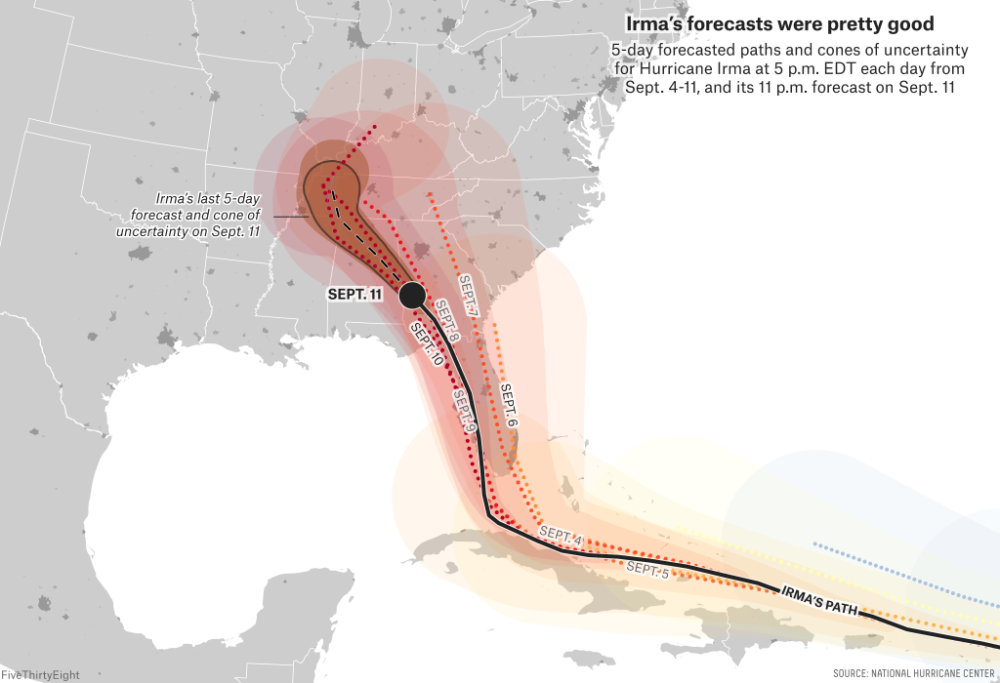 Irma's forecasts were pretty good
5-day forecasted paths and cones of uncertainty
for Hurricane Irma at 5 p.m. EDT each day from
Sept. 4-11, and its 11 p.m. forecast on Sept. 11
Irma's last 5-day
forecast and cone of
uncertainty on Sept. 11
SEPT. 11
SEPT. 7
SEPT. 8
SEPT. 10
SEPT. 6
SEPT. 9
SEPT. 4
SEPT. 5
IRMA'S PATH
FiveThirtyEight
SOURCE: NATIONAL HURRICANE CENTER